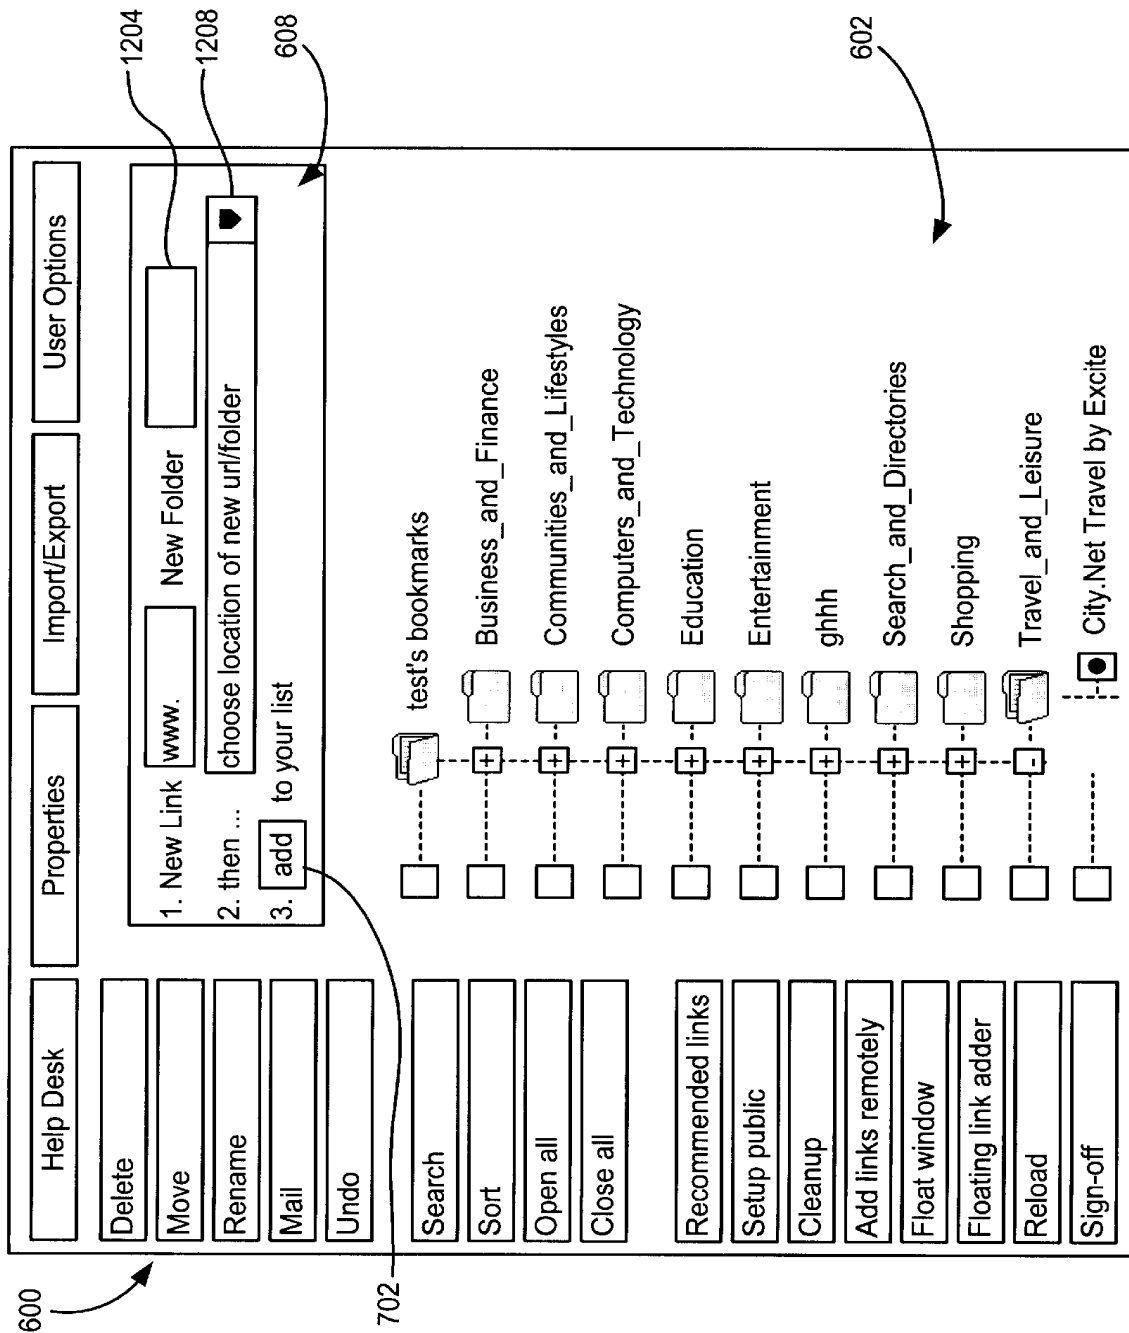 600
Help Desk
Properties
Import/Export
User Options
Delete
Move
Rename
Mail
Undo
Search
Sort
Open all
Close all
Recommended links
Setup public
Cleanup
Add links remotely
Float window
Floating link adder
Reload
Sign-off
702
1. New Link www. New Folder
2. then ... choose location of new url/folder
3. add to your list
1204
1208
608
test's bookmarks
+ Business_and_Finance
+ Communities_and_Lifestyles
+ Computers_and_Technology
+ Education
+ Entertainment
+ ghhh
+ Search_and_Directories
+ Shopping
- Travel_and_Leisure
City.Net Travel by Excite
602